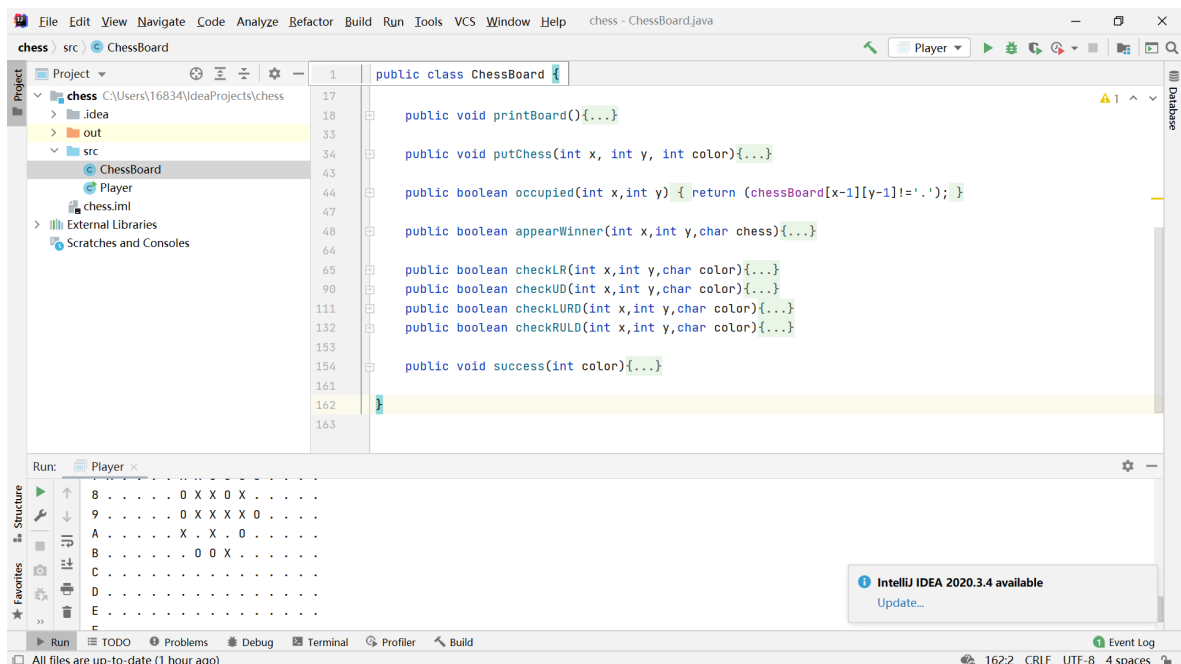 File Edit View Navigate Code Analyze Refactor Build Run Tools VCS Window Help chess - ChessBoard.java
chess src ChessBoard Player
Project
Project
chess C:\Users\16834\IdeaProjects\chess
.idea
out
src
ChessBoard
Player
chess.iml
External Libraries
Scratches and Consoles
1 public class ChessBoard {
17
18 public void printBoard(){...}
33
34 public void putChess(int x, int y, int color){...}
43
44 public boolean occupied(int x,int y) { return (chessBoard[x-1][y-1]!='.'); }
47
48 public boolean appearWinner(int x,int y,char chess){...}
64
65 public boolean checkLR(int x,int y,char color){...}
90 public boolean checkUD(int x,int y,char color){...}
111 public boolean checkLURD(int x,int y,char color){...}
132 public boolean checkRULD(int x,int y,char color){...}
153
154 public void success(int color){...}
161
162 }
163
1
Database
Run: Player
8 . . . . . O X X O X . . . . .
9 . . . . . O X X X X O . . . .
A . . . . . X . X . O . . . . .
B . . . . . . O O X . . . . . .
C . . . . . . . . . . . . . . .
D . . . . . . . . . . . . . . .
E . . . . . . . . . . . . . . .
Structure
Favorites
IntelliJ IDEA 2020.3.4 available
Update...
Run TODO Problems Debug Terminal Profiler Build 1 Event Log
All files are up-to-date (1 hour ago) 162:2 CRLF UTF-8 4 spaces